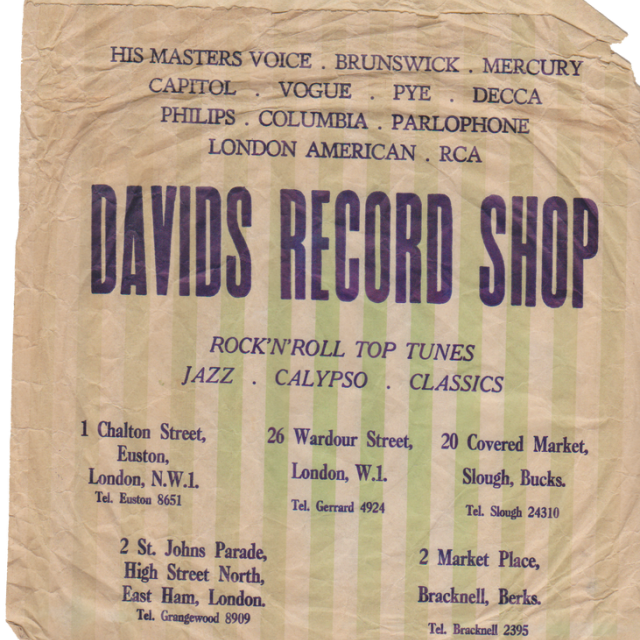 HIS MASTERS VOICE . BRUNSWICK . MERCURY
CAPITOL . VOGUE . PYE . DECCA
PHILIPS . COLUMBIA . PARLOPHONE
LONDON AMERICAN . RCA
DAVIDS RECORD SHOP
ROCK'N'ROLL TOP TUNES
JAZZ . CALYPSO . CLASSICS
1 Chalton Street,
Euston,
London, N.W.1.
Tel. Euston 8651
26 Wardour Street,
London, W.1.
Tel. Gerrard 4924
20 Covered Market,
Slough, Bucks.
Tel. Slough 24310
2 St. Johns Parade,
High Street North,
East Ham, London.
Tel. Grangewood 8909
2 Market Place,
Bracknell, Berks.
Tel. Bracknell 2395